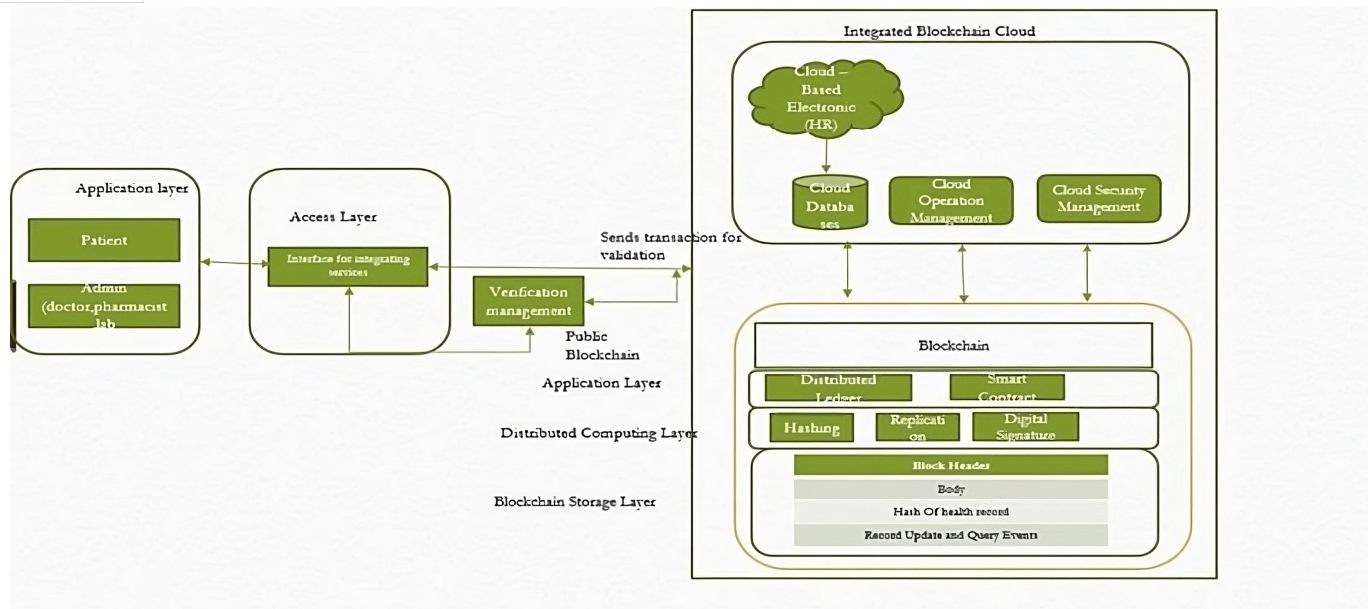 Integrated Blockchain Cloud
Cloud –
Based
Electronic
(HR)
Cloud
Databa
ses
Cloud
Operation
Management
Cloud Security
Management
Application layer
Patient
Admin
(doctor,pharmacist
lab
Access Layer
Interface for integrating
services
Sends transaction for
validation
Verification
management
Public
Blockchain
Application Layer
Distributed Computing Layer
Blockchain Storage Layer
Blockchain
Distributed
Ledger
Smart
Contract
Hashing
Replicati
on
Digital
Signature
Block Header
Body
Hash Of health record
Record Update and Query Events